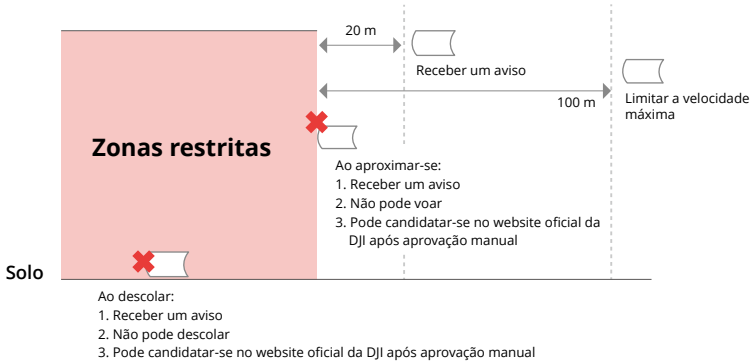 20 m
Receber um aviso
100 m
Limitar a velocidade
máxima
Zonas restritas
Ao aproximar-se:
1. Receber um aviso
2. Não pode voar
3. Pode candidatar-se no website oficial da
DJI após aprovação manual
Solo
Ao descolar:
1. Receber um aviso
2. Não pode descolar
3. Pode candidatar-se no website oficial da DJI após aprovação manual